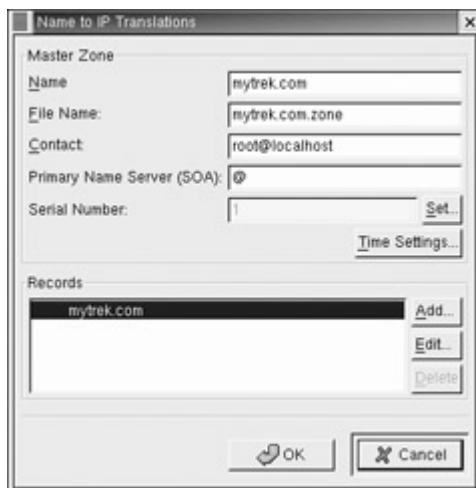 Name to IP Translations
Master Zone
Name mytrek.com
File Name: mytrek.com.zone
Contact: root@localhost
Primary Name Server (SOA): @
Serial Number: 1 Set...
Time Settings...
Records
mytrek.com Add...
Edit...
Delete
OK Cancel